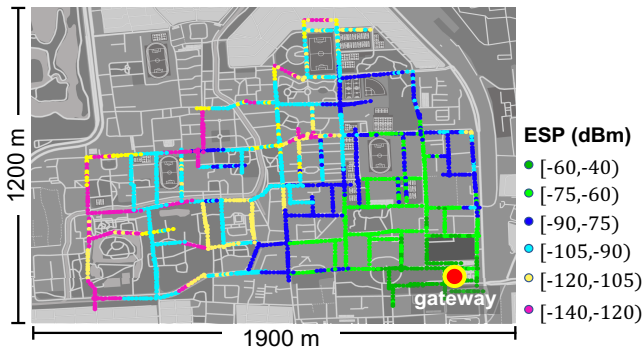 1200 m
1900 m
gateway
ESP (dBm)
[-60,-40)
[-75,-60)
[-90,-75)
[-105,-90)
[-120,-105)
[-140,-120)